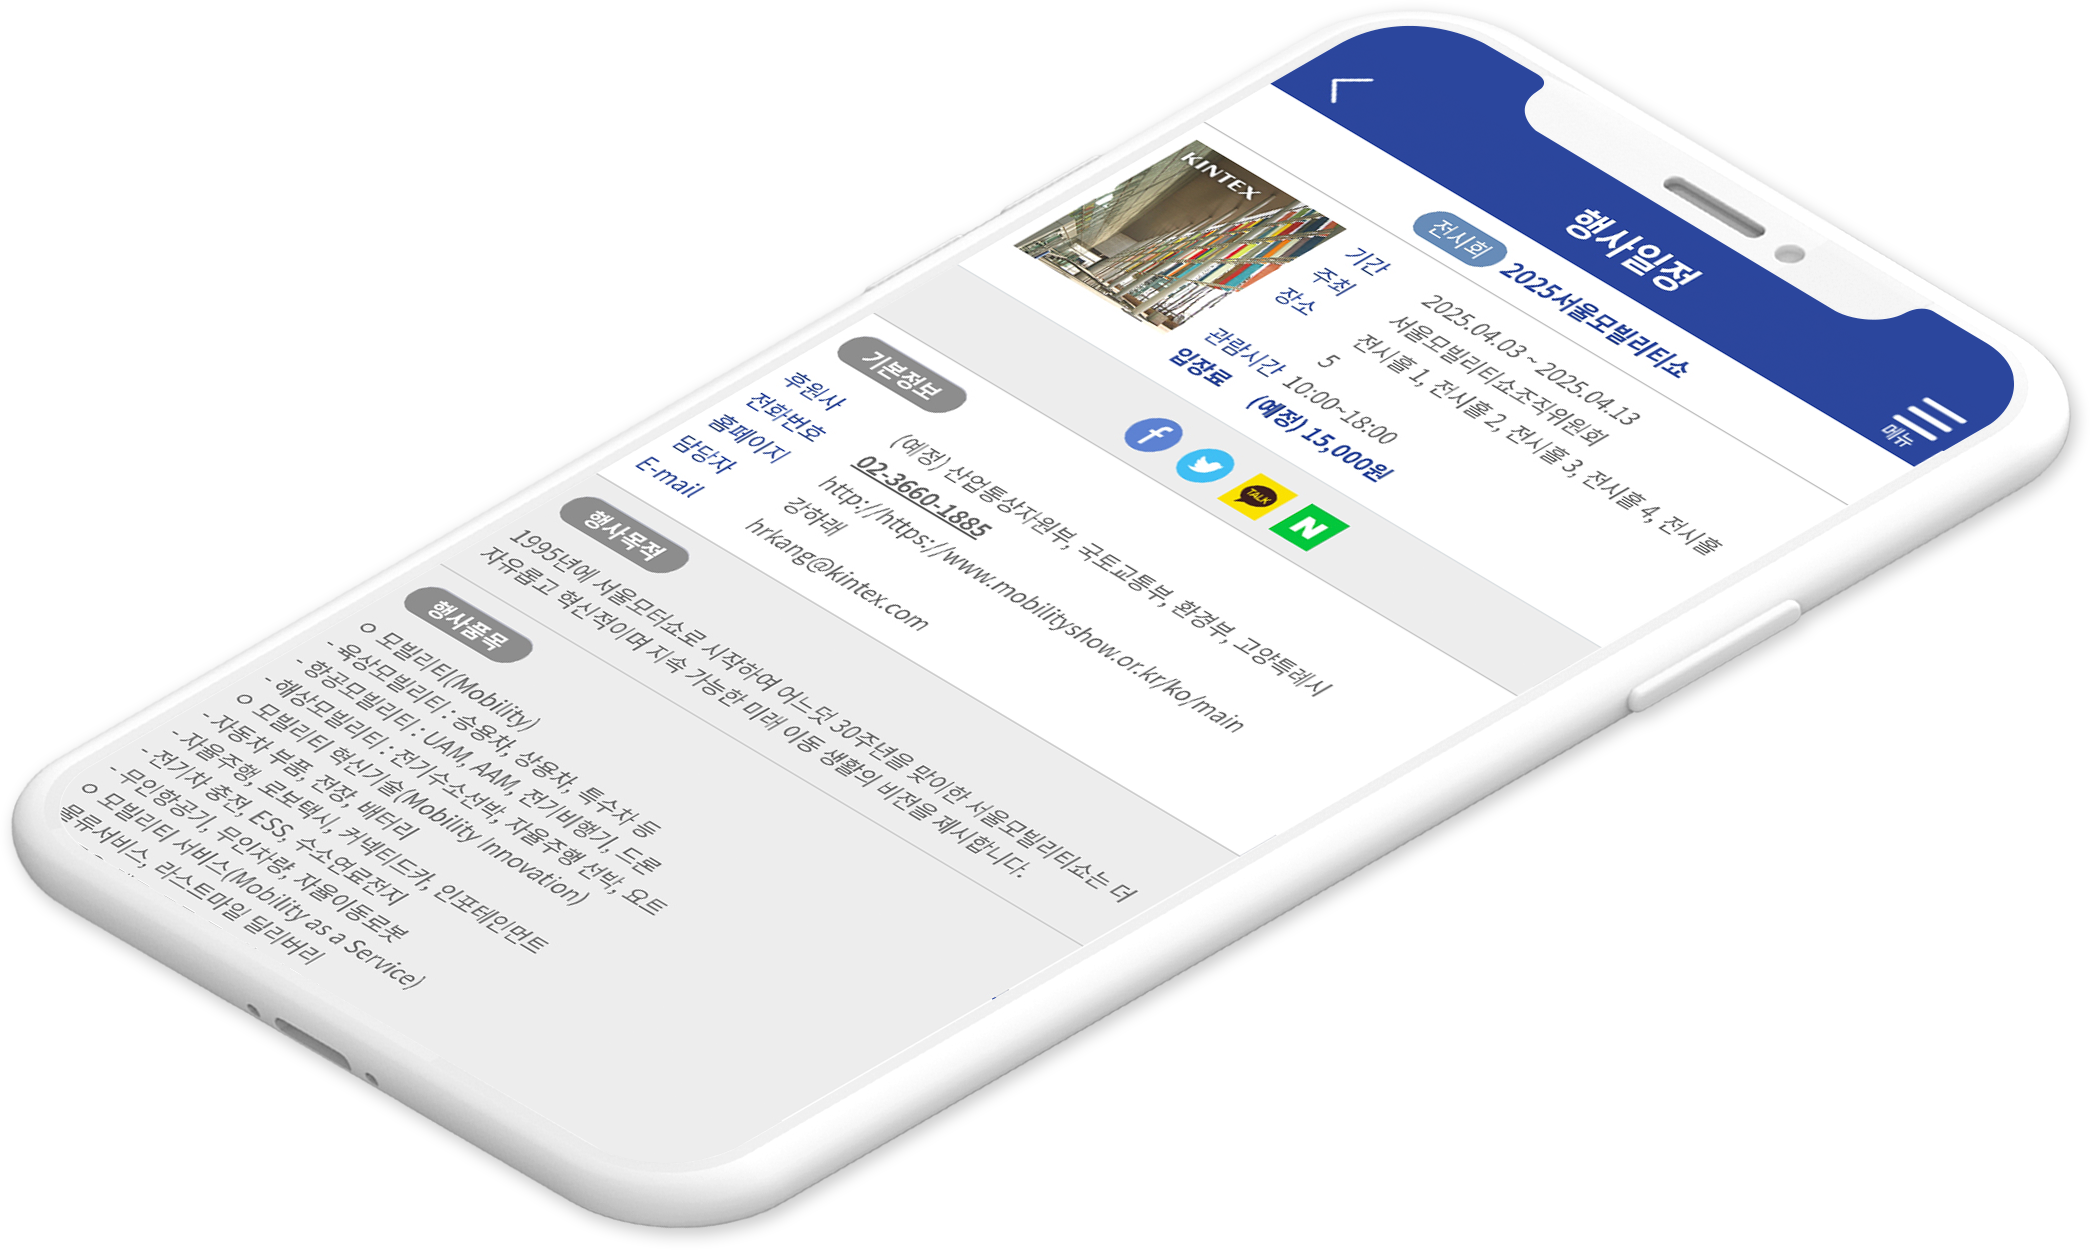 행사일정
메뉴
전시회 2025서울모빌리티쇼
KINTEX
기간 2025.04.03 ~ 2025.04.13
주최 서울모빌리티쇼조직위원회
장소 전시홀 1, 전시홀 2, 전시홀 3, 전시홀 4, 전시홀
5
관람시간 10:00~18:00
입장료 (예정) 15,000원
TALK
N
기본정보
후원사 (예정) 산업통상자원부, 국토교통부, 환경부, 고양특례시
전화번호 02-3660-1885
홈페이지 http://https://www.mobilityshow.or.kr/ko/main
담당자 강하래
E-mail hrkang@kintex.com
행사목적
1995년에 서울모터쇼로 시작하여 어느덧 30주년을 맞이한 서울모빌리티쇼는 더
자유롭고 혁신적이며 지속 가능한 미래 이동 생활의 비전을 제시합니다.
행사품목
ㅇ 모빌리티(Mobility)
- 육상모빌리티 : 승용차, 상용차, 특수차 등
- 항공모빌리티 : UAM, AAM, 전기비행기, 드론
- 해상모빌리티 : 전기수소선박, 자율주행 선박, 요트
ㅇ 모빌리티 혁신기술(Mobility Innovation)
- 자동차 부품, 전장, 배터리
- 자율주행, 로보택시, 커넥티드카, 인포테인먼트
- 전기차 충전, ESS, 수소연료전지
- 무인항공기, 무인차량, 자율이동로봇
ㅇ 모빌리티 서비스(Mobility as a Service)
물류서비스, 라스트마일 딜리버리